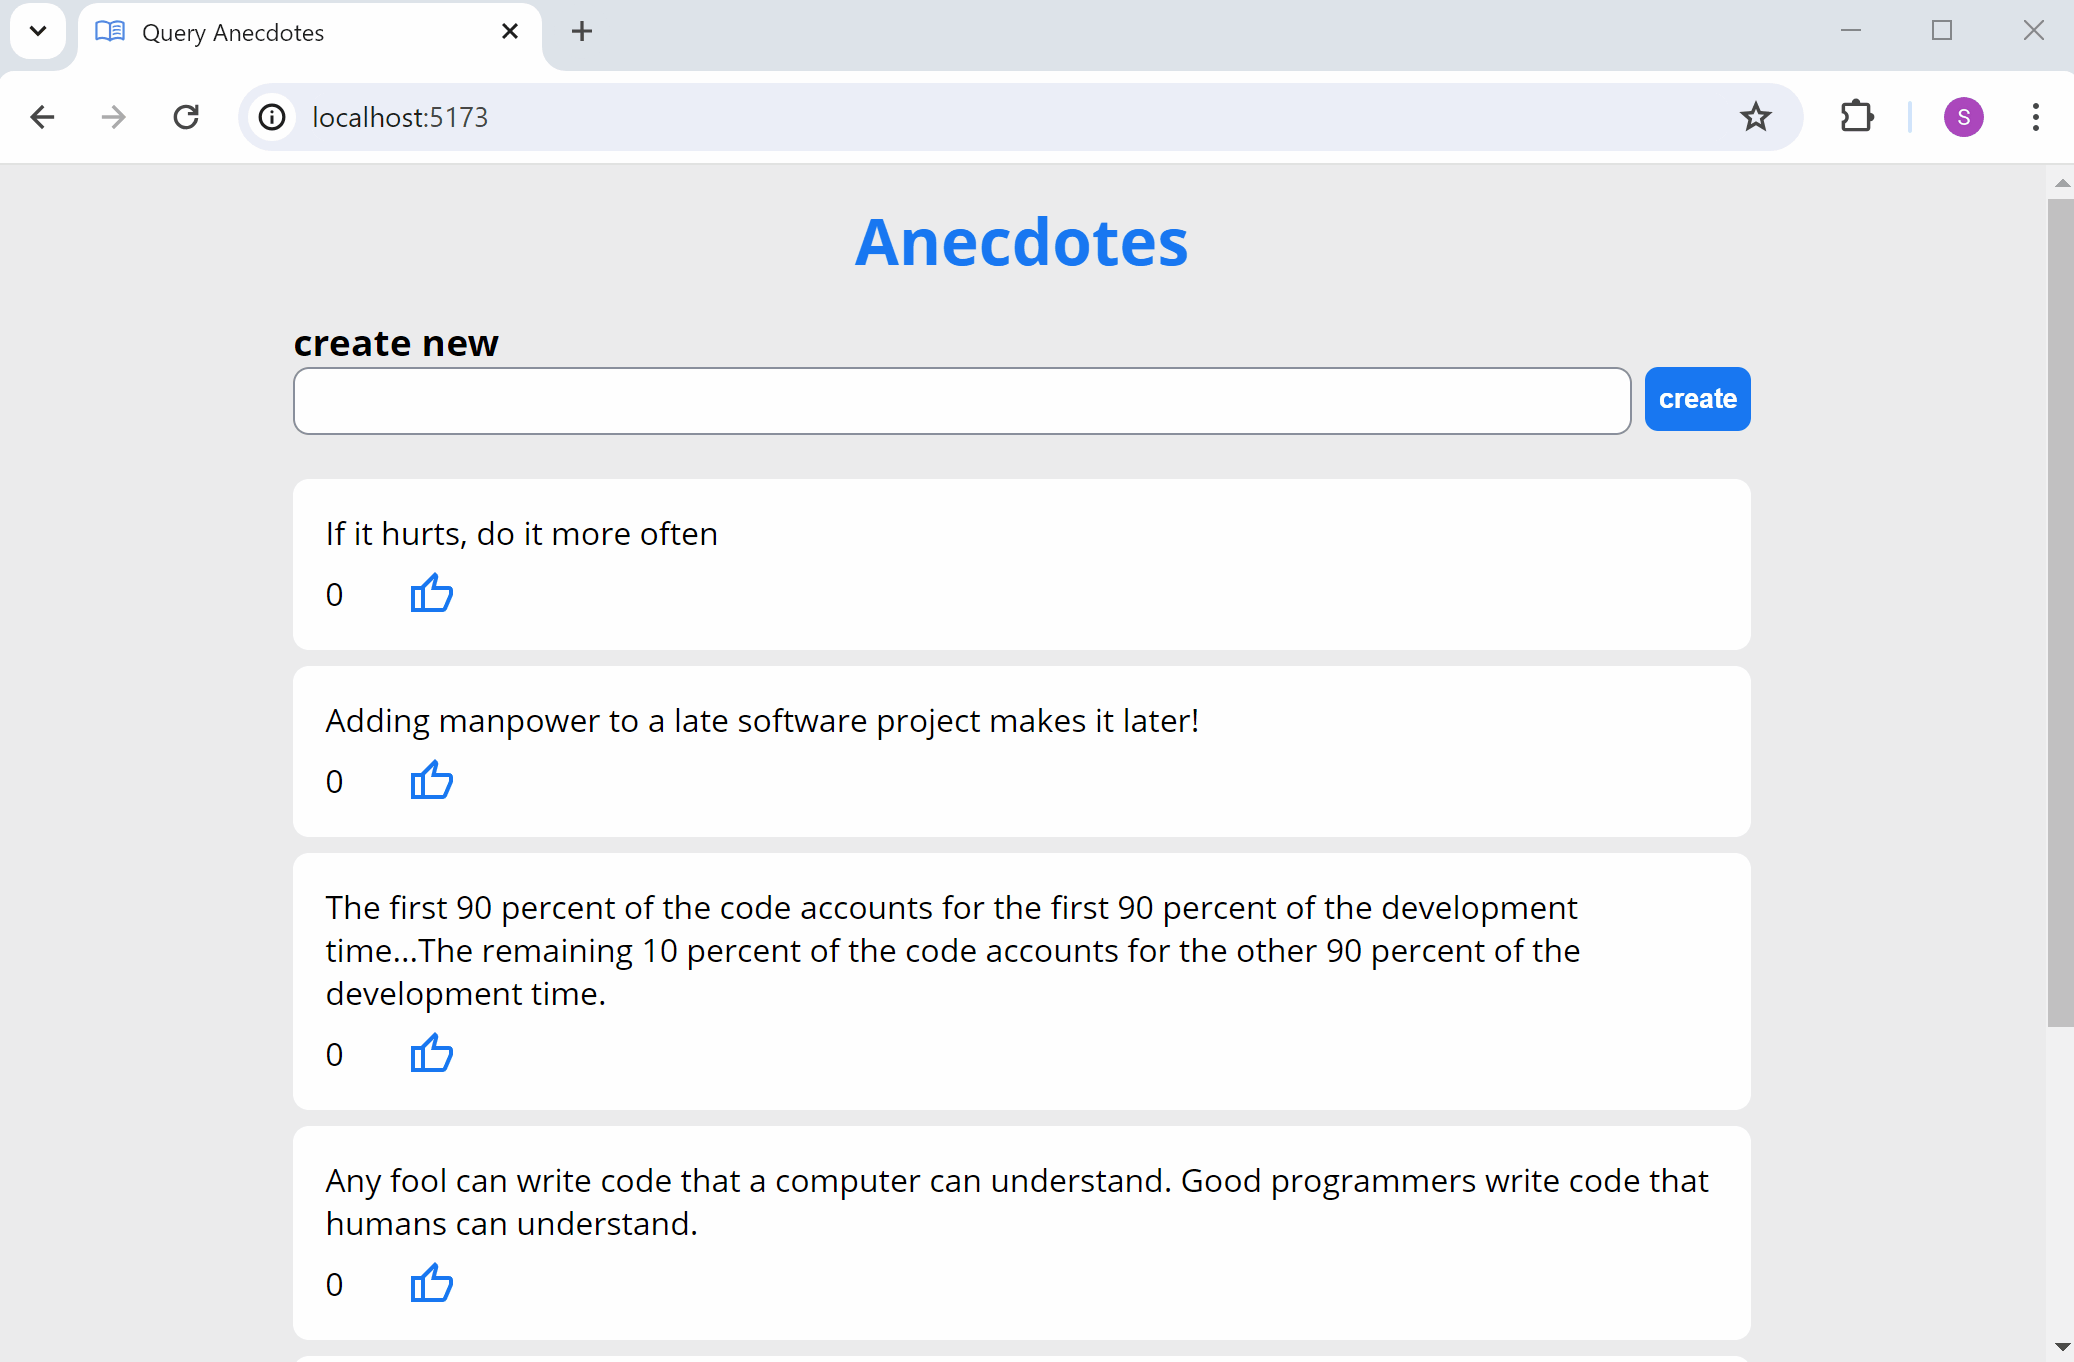 Query Anecdotes
localhost:5173
S
Anecdotes
create new
create
If it hurts, do it more often
0
Adding manpower to a late software project makes it later!
0
The first 90 percent of the code accounts for the first 90 percent of the development
time...The remaining 10 percent of the code accounts for the other 90 percent of the
development time.
0
Any fool can write code that a computer can understand. Good programmers write code that
humans can understand.
0